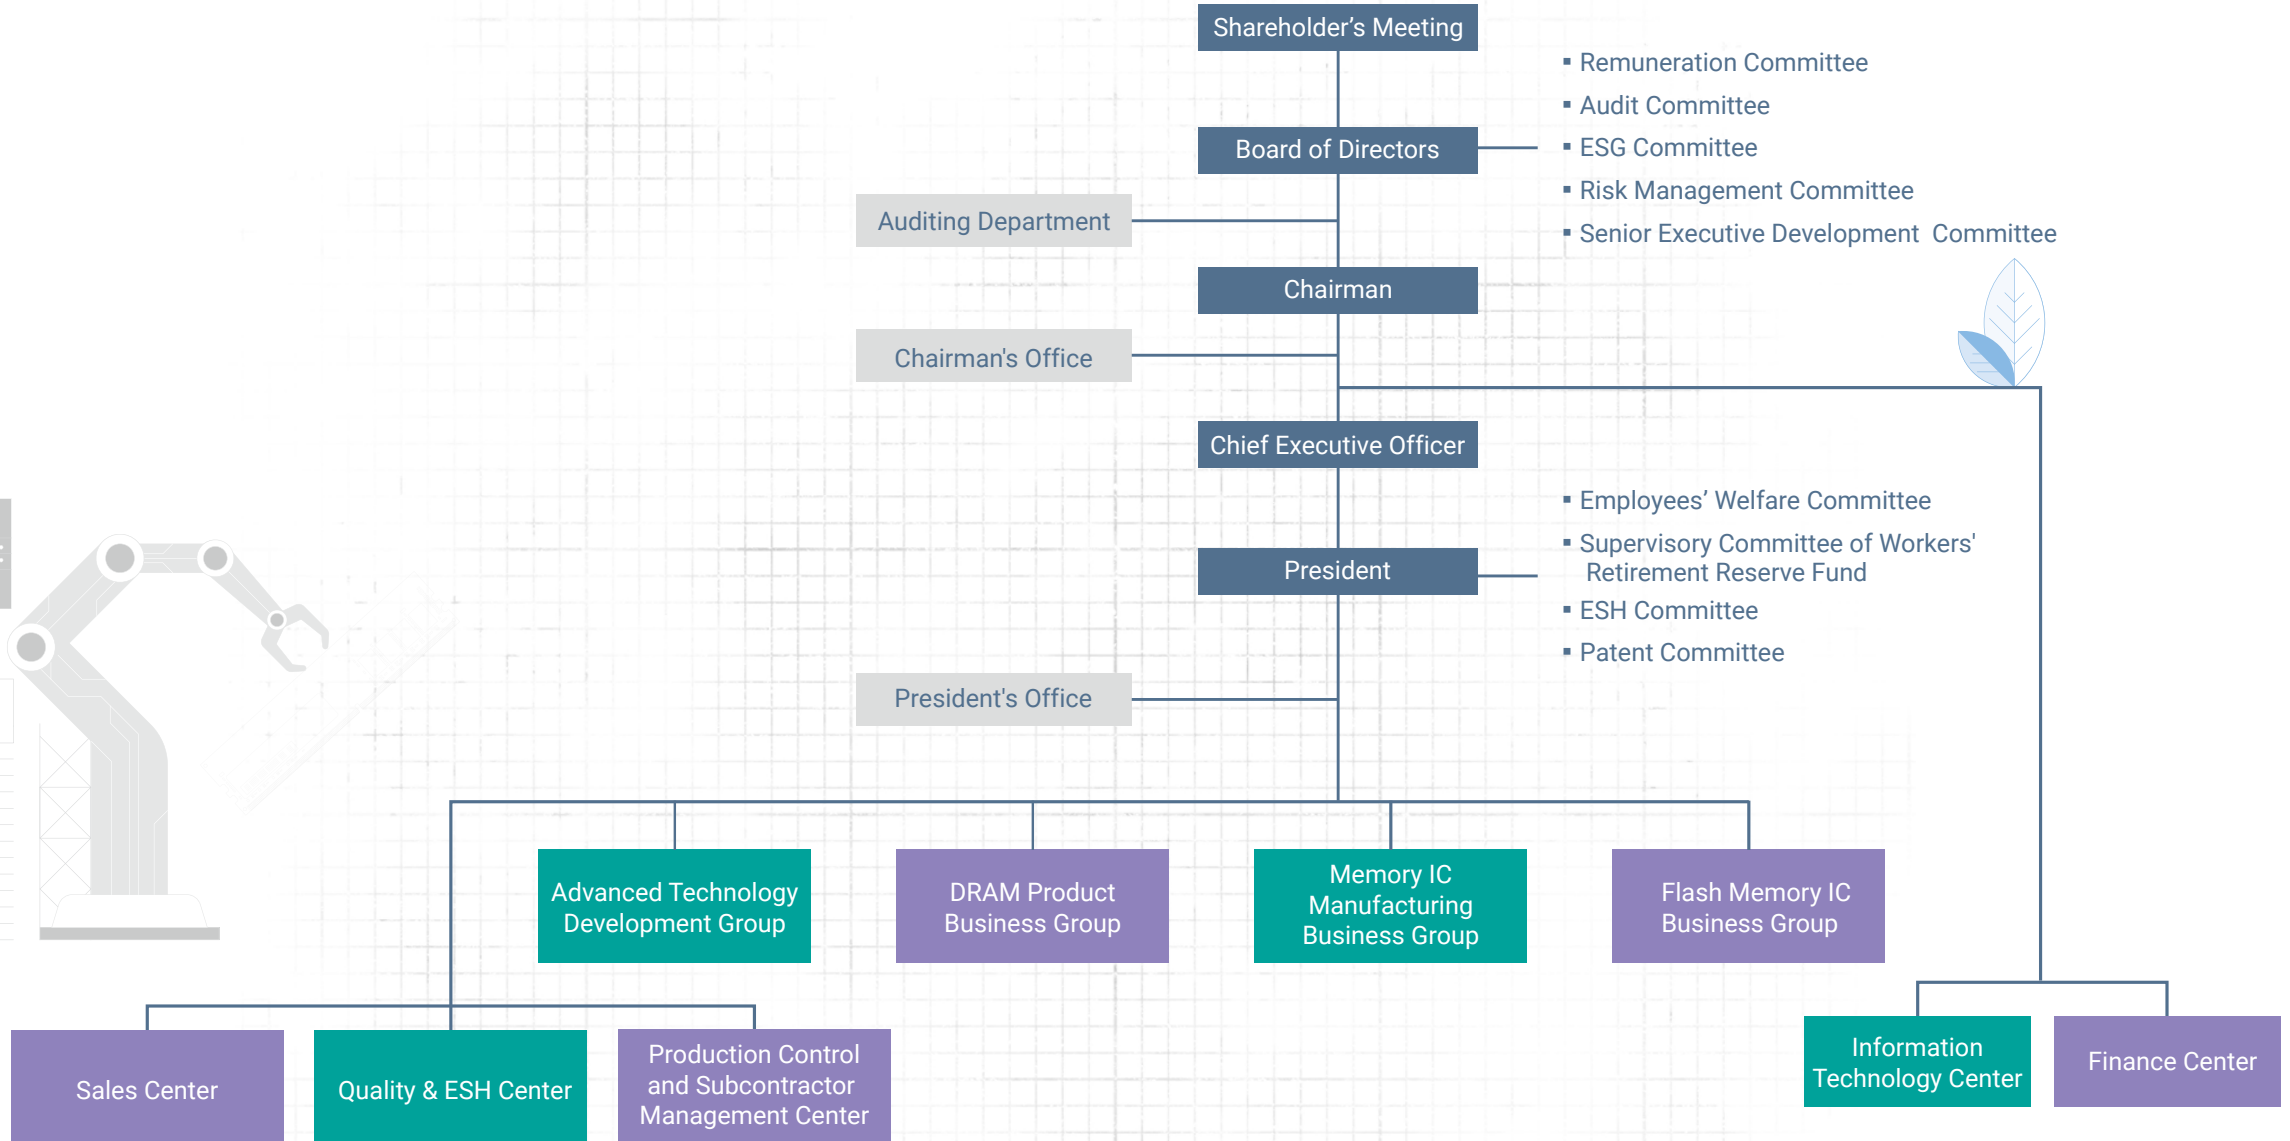 Shareholder’s Meeting
▪ Remuneration Committee
▪ Audit Committee
Board of Directors
▪ ESG Committee
▪ Risk Management Committee
Auditing Department
▪ Senior Executive Development Committee
Chairman
Chairman's Office
Chief Executive Officer
▪ Employees’ Welfare Committee
▪ Supervisory Committee of Workers'
Retirement Reserve Fund
President
▪ ESH Committee
▪ Patent Committee
President's Office
Advanced Technology
Development Group
DRAM Product
Business Group
Memory IC
Manufacturing
Business Group
Flash Memory IC
Business Group
Sales Center
Quality & ESH Center
Production Control
and Subcontractor
Management Center
Information
Technology Center
Finance Center